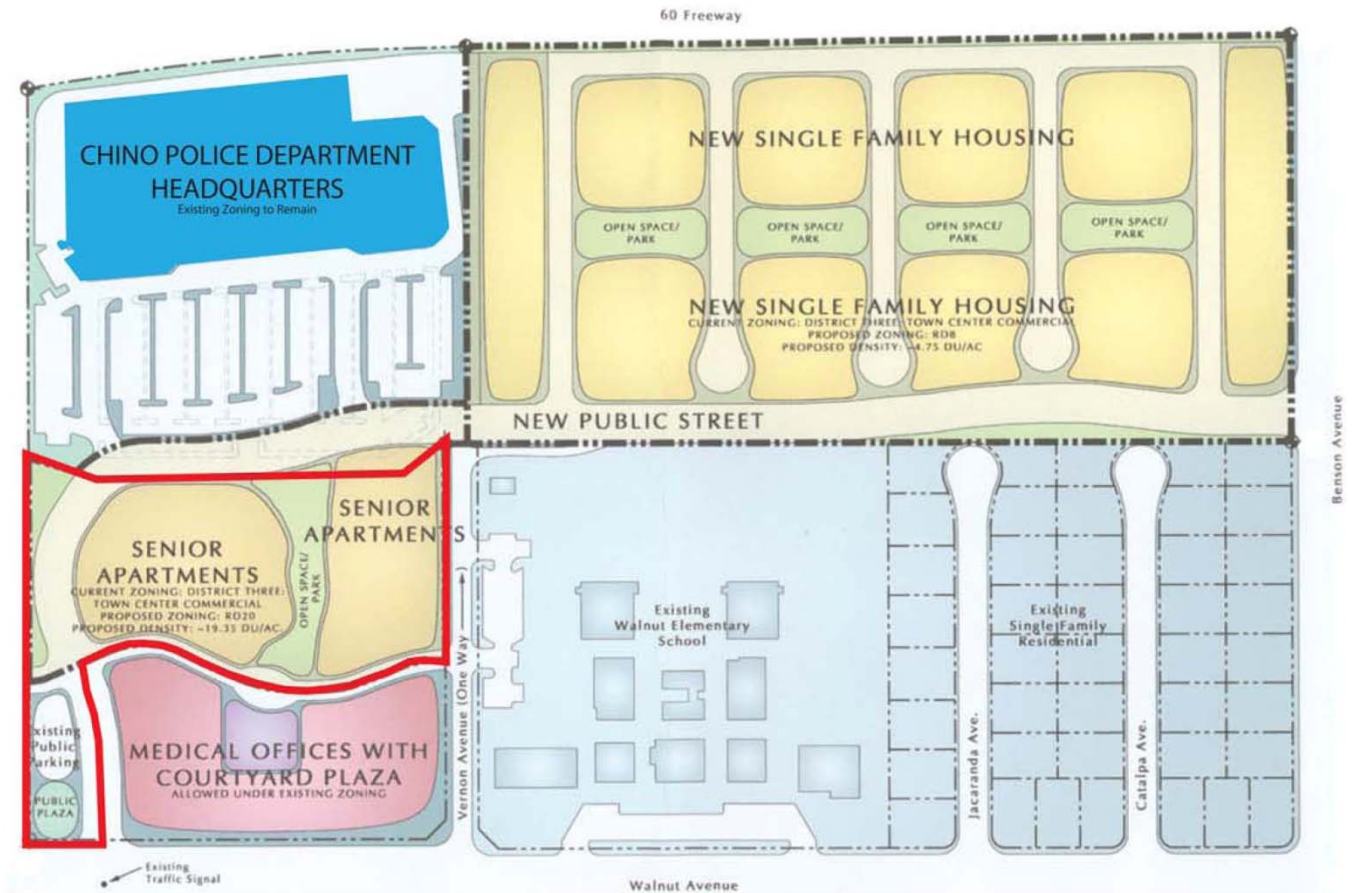 60 Freeway
CHINO POLICE DEPARTMENT
HEADQUARTERS
Existing Zoning to Remain
NEW SINGLE FAMILY HOUSING
OPEN SPACE/
PARK
OPEN SPACE/
PARK
OPEN SPACE/
PARK
OPEN SPACE/
PARK
NEW SINGLE FAMILY HOUSING
CURRENT ZONING: DISTRICT THREE: TOWN CENTER COMMERCIAL
PROPOSED ZONING: RD8
PROPOSED DENSITY: ~4.75 DU/AC
NEW PUBLIC STREET
Benson Avenue
SENIOR
APARTMENTS
SENIOR
APARTMENTS
CURRENT ZONING: DISTRICT THREE:
TOWN CENTER COMMERCIAL
PROPOSED ZONING: RD20
PROPOSED DENSITY: ~19.35 DU/AC
OPEN SPACE/
PARK
Vernon Avenue (One Way)
Existing
Walnut Elementary
School
Existing
Single Family
Residential
Jacaranda Ave.
Catalpa Ave.
Existing
Public
Parking
PUBLIC
PLAZA
MEDICAL OFFICES WITH
COURTYARD PLAZA
ALLOWED UNDER EXISTING ZONING
Existing
Traffic Signal
Walnut Avenue